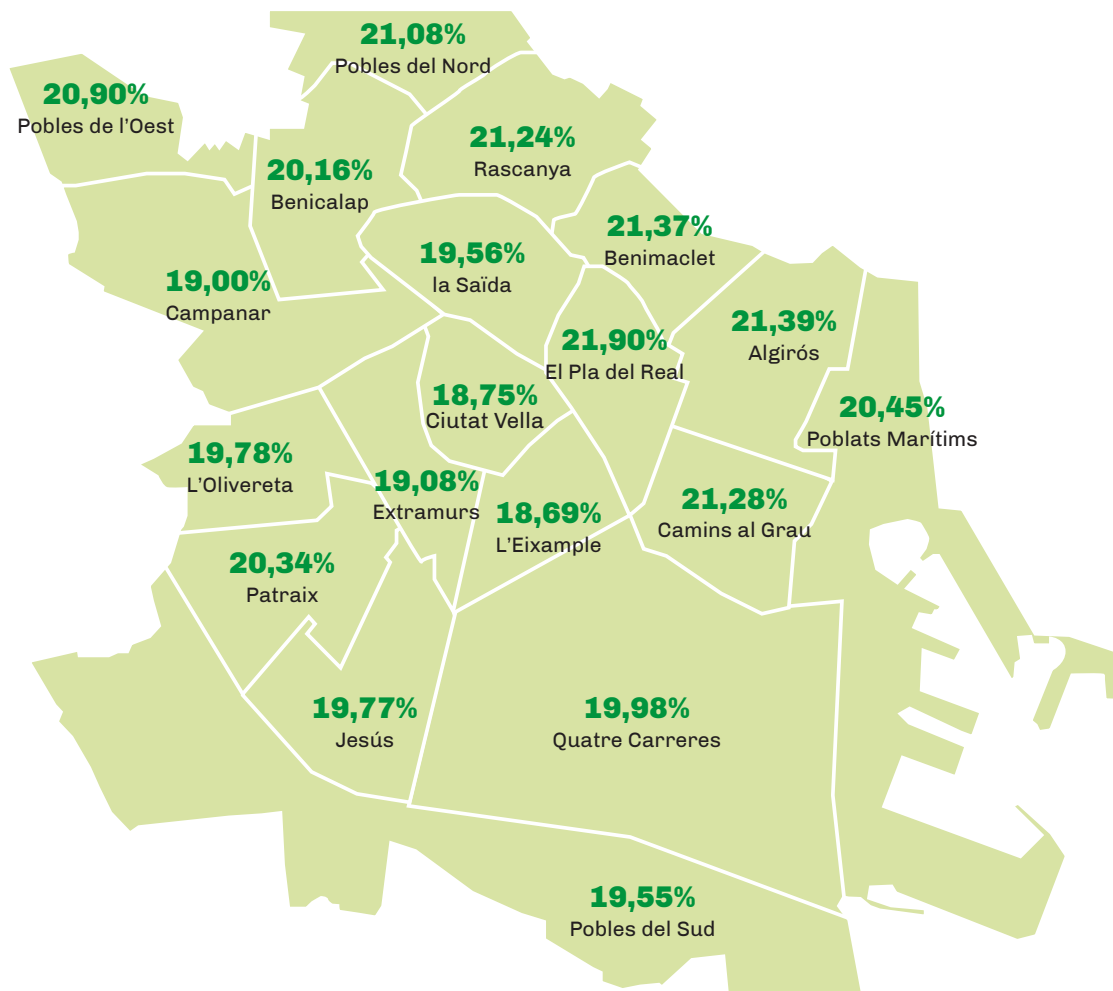 21,08%
Pobles del Nord
20,90%
Pobles de l'Oest
21,24%
Rascanya
20,16%
Benicalap
21,37%
Benimaclet
19,56%
la Saïda
19,00%
Campanar
21,39%
Algirós
21,90%
El Pla del Real
18,75%
Ciutat Vella
20,45%
Poblats Marítims
19,78%
L'Olivereta
19,08%
Extramurs
18,69%
L'Eixample
21,28%
Camins al Grau
20,34%
Patraix
19,77%
Jesús
19,98%
Quatre Carreres
19,55%
Pobles del Sud